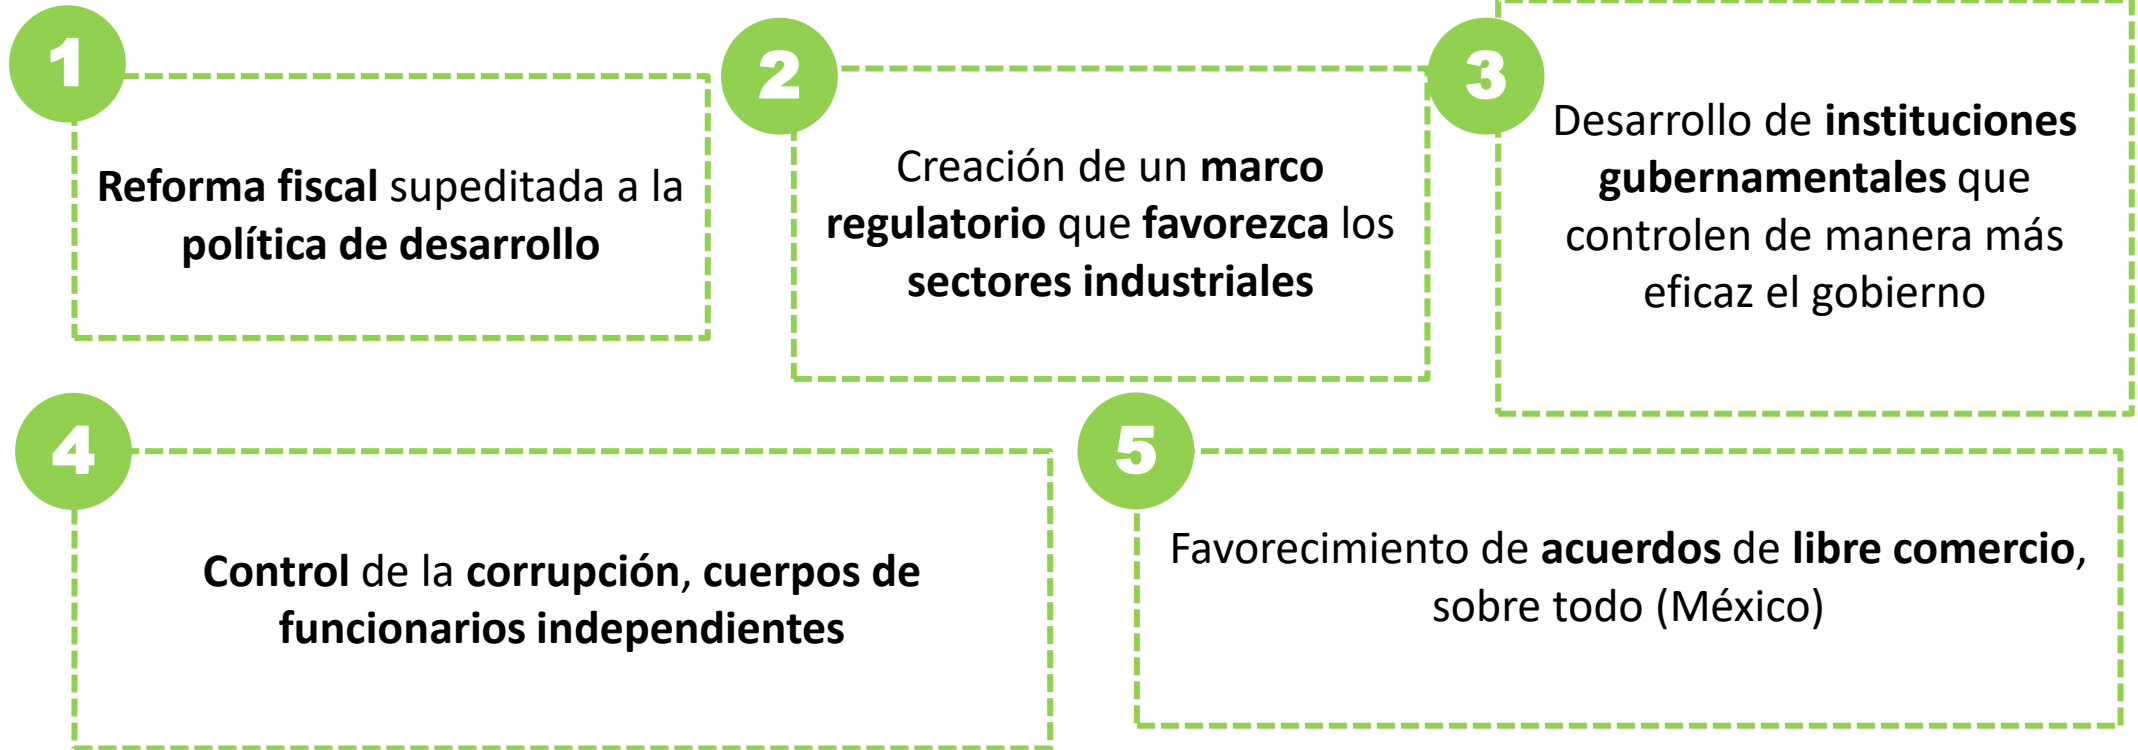 1
Reforma fiscal supeditada a la
política de desarrollo
2
Creación de un marco
regulatorio que favorezca los
sectores industriales
3
Desarrollo de instituciones
gubernamentales que
controlen de manera más
eficaz el gobierno
4
Control de la corrupción, cuerpos de
funcionarios independientes
5
Favorecimiento de acuerdos de libre comercio,
sobre todo (México)